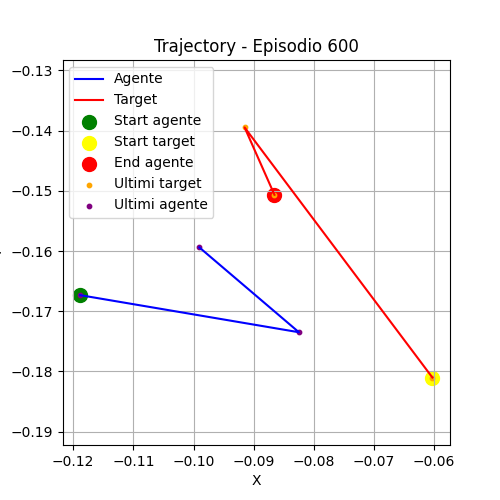 Trajectory - Episodio 600
Agente
Target
Start agente
Start target
End agente
Ultimi target
Ultimi agente
−0.13
−0.14
−0.15
−0.16
−0.17
−0.18
−0.19
−0.12 −0.11 −0.10 −0.09 −0.08 −0.07 −0.06
X